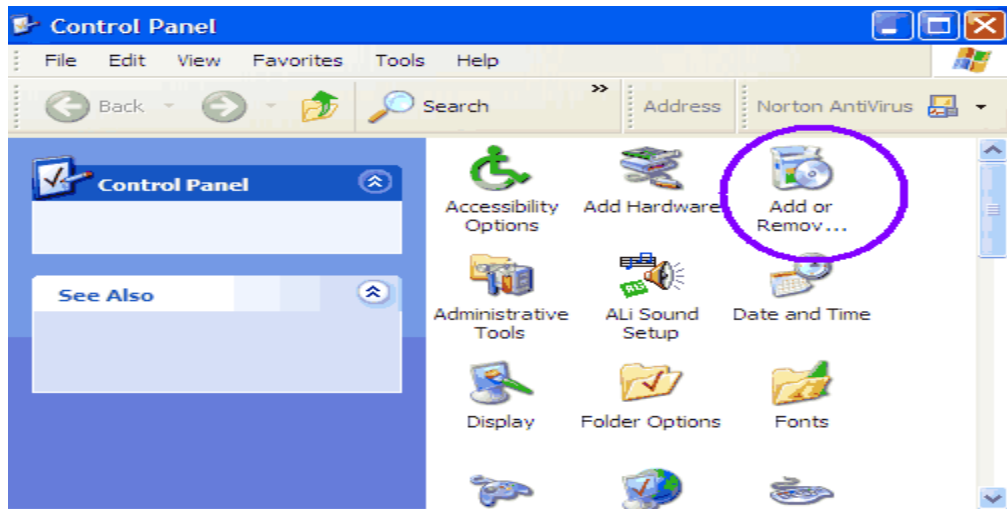 Control Panel
File Edit View Favorites Tools Help
Back Search » Address Norton AntiVirus
Control Panel
See Also
Accessibility
Options
Add Hardware
Add or
Remov...
Administrative
Tools
ALi Sound
Setup
Date and Time
Display
Folder Options
Fonts